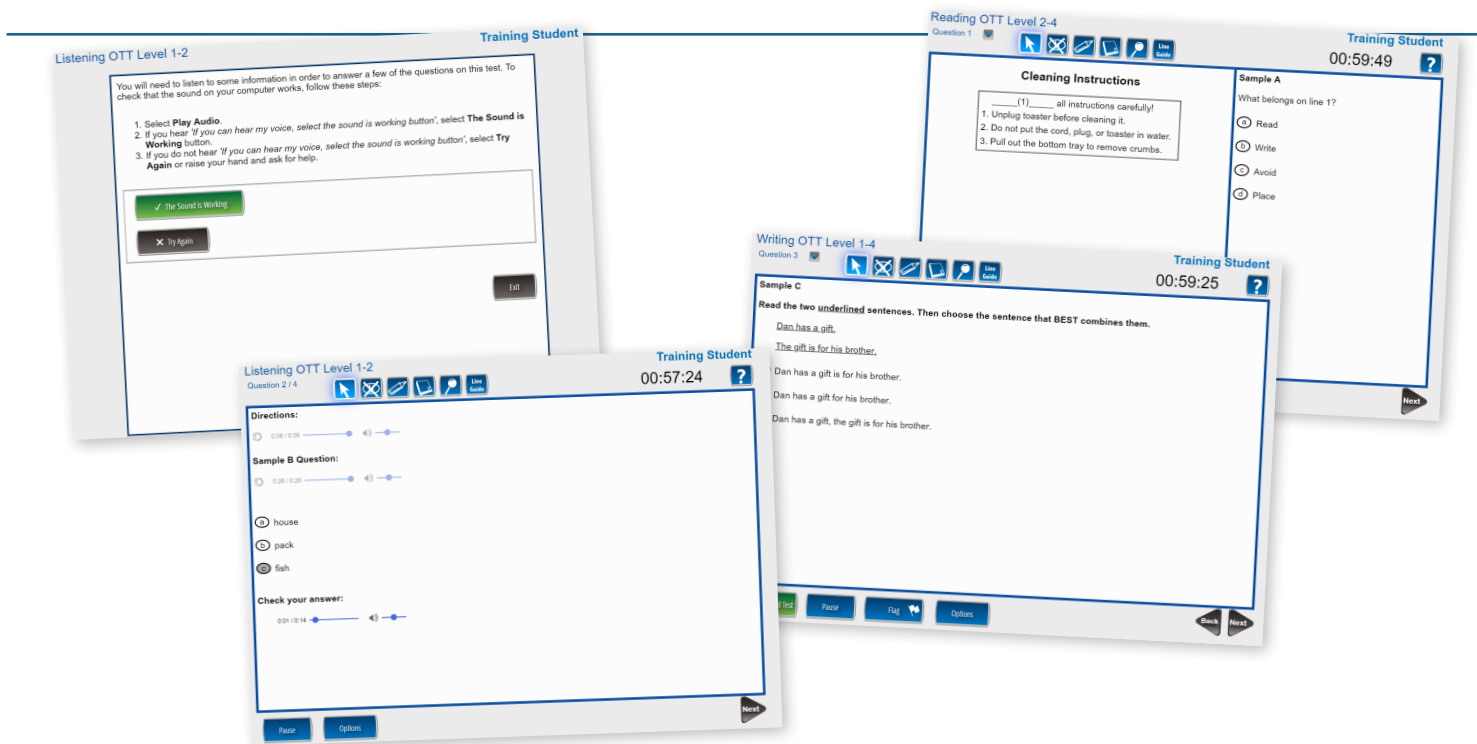 Listening OTT Level 1-2
Training Student
You will need to listen to some information in order to answer a few of the questions on this test. To
check that the sound on your computer works, follow these steps:
1. Select Play Audio.
2. If you hear 'If you can hear my voice, select the sound is working button', select The Sound is
Working button.
3. If you do not hear 'If you can hear my voice, select the sound is working button', select Try
Again or raise your hand and ask for help.
✓ The Sound is Working
✕ Try Again
Exit
Reading OTT Level 2-4
Training Student
Question 1
Line
Guide
00:59:49
?
Cleaning Instructions
_____(1)_____ all instructions carefully!
1. Unplug toaster before cleaning it.
2. Do not put the cord, plug, or toaster in water.
3. Pull out the bottom tray to remove crumbs.
Sample A
What belongs on line 1?
a Read
b Write
c Avoid
d Place
Next
Writing OTT Level 1-4
Training Student
Question 3
Line
Guide
00:59:25
?
Sample C
Read the two underlined sentences. Then choose the sentence that BEST combines them.
Dan has a gift.
The gift is for his brother.
Dan has a gift is for his brother.
Dan has a gift for his brother.
Dan has a gift, the gift is for his brother.
Test
Pause
Flag
Options
Back
Next
Listening OTT Level 1-2
Training Student
Question 2 / 4
Line
Guide
00:57:24
?
Directions:
0:08 / 0:08
Sample B Question:
0:26 / 0:26
a house
b pack
c fish
Check your answer:
0:01 / 0:14
Pause
Options
Next